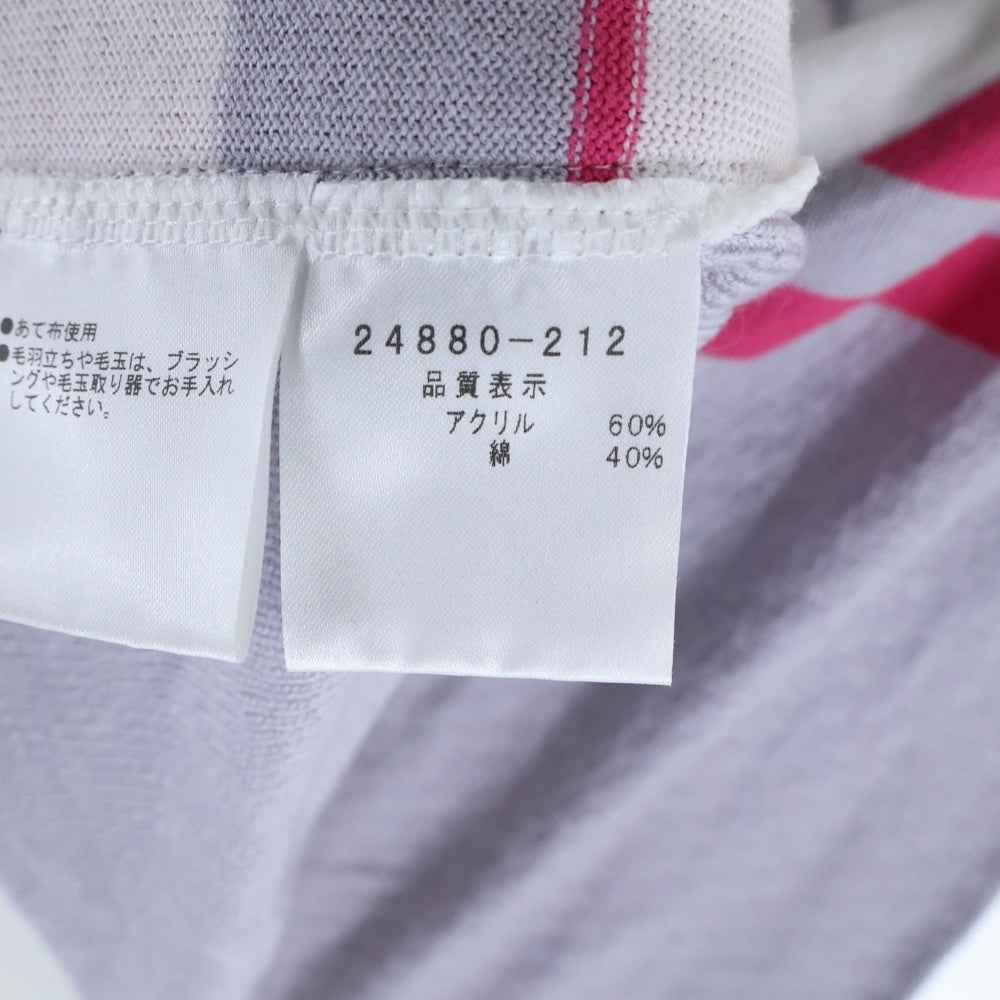 ●あて布使用
●毛羽立ちや毛玉は、ブラッシ
ングや毛玉取り器でお手入れ
してください。
24880-212
品質表示
アクリル 60%
綿 40%